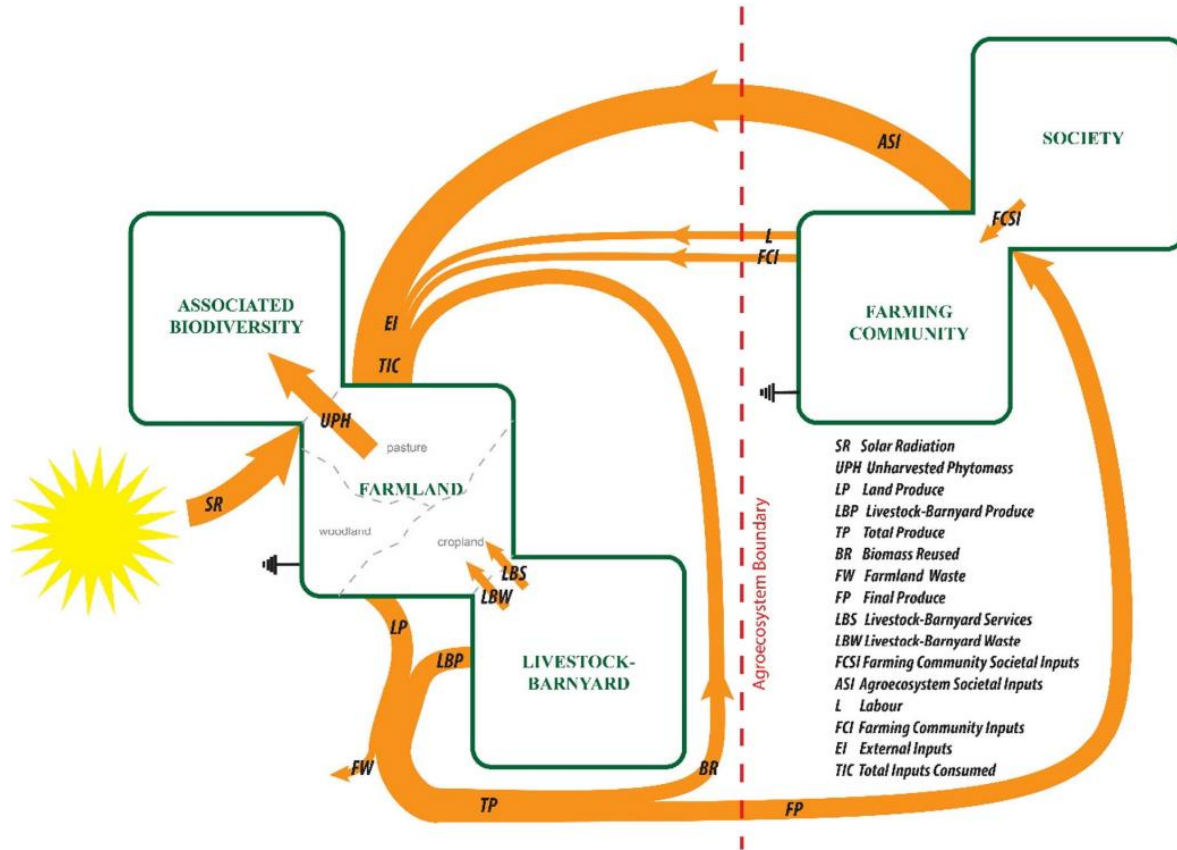 ASI
SOCIETY
FCSI
L
FCI
ASSOCIATED
BIODIVERSITY
EI
TIC
FARMING
COMMUNITY
UPH
pasture
FARMLAND
SR
woodland
cropland
LBS
LBW
LP
LBP
LIVESTOCK-
BARNYARD
FW
TP
BR
FP
Agroecosystem Boundary
SR Solar Radiation
UPH Unharvested Phytomass
LP Land Produce
LBP Livestock-Barnyard Produce
TP Total Produce
BR Biomass Reused
FW Farmland Waste
FP Final Produce
LBS Livestock-Barnyard Services
LBW Livestock-Barnyard Waste
FCSI Farming Community Societal Inputs
ASI Agroecosystem Societal Inputs
L Labour
FCI Farming Community Inputs
EI External Inputs
TIC Total Inputs Consumed